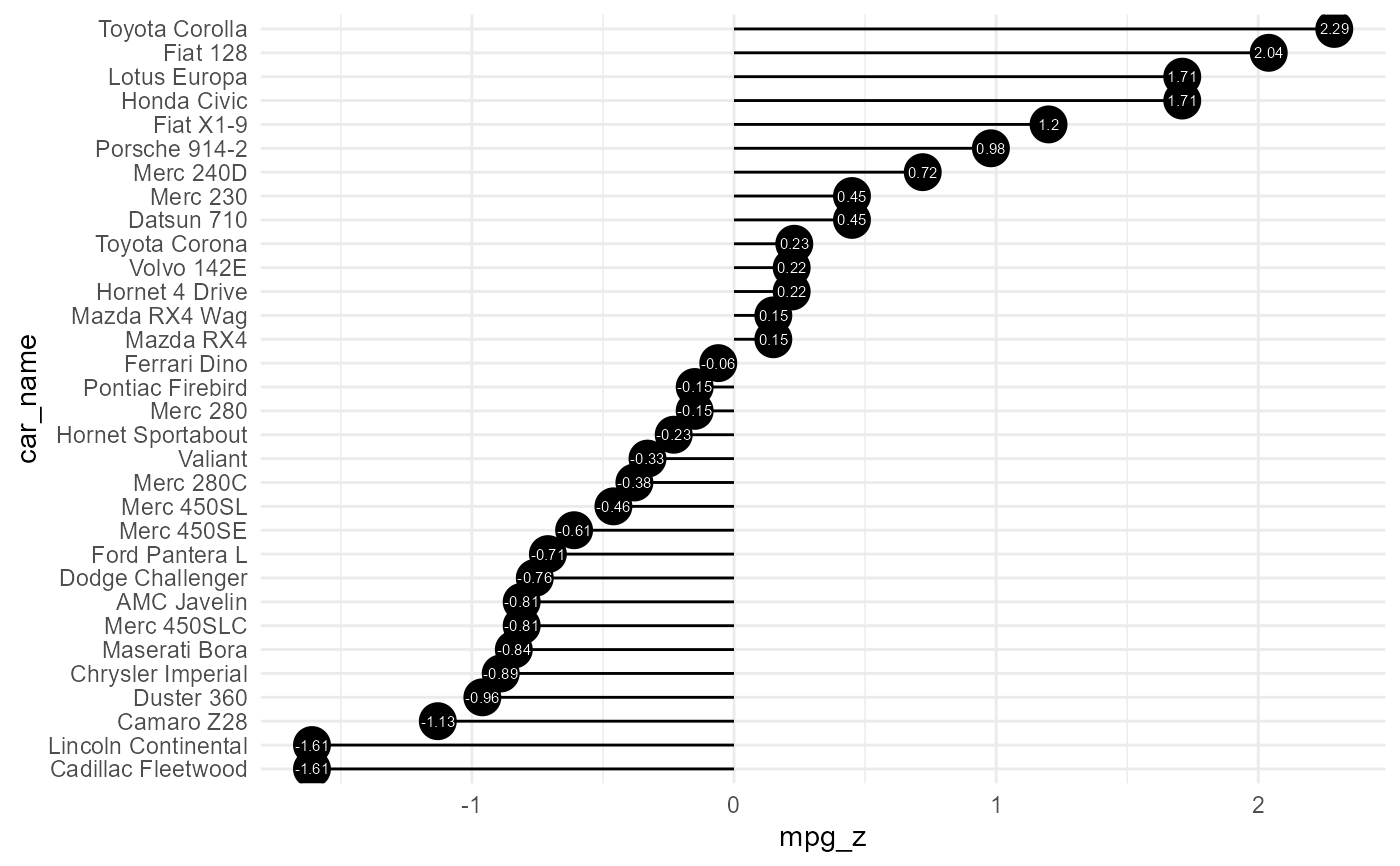 Toyota Corolla 2.29
Fiat 128 2.04
Lotus Europa 1.71
Honda Civic 1.71
Fiat X1-9 1.2
Porsche 914-2 0.98
Merc 240D 0.72
Merc 230 0.45
Datsun 710 0.45
Toyota Corona 0.23
Volvo 142E 0.22
Hornet 4 Drive 0.22
Mazda RX4 Wag 0.15
Mazda RX4 0.15
Ferrari Dino -0.06
Pontiac Firebird -0.15
Merc 280 -0.15
Hornet Sportabout -0.23
Valiant -0.33
Merc 280C -0.38
Merc 450SL -0.46
Merc 450SE -0.61
Ford Pantera L -0.71
Dodge Challenger -0.76
AMC Javelin -0.81
Merc 450SLC -0.81
Maserati Bora -0.84
Chrysler Imperial -0.89
Duster 360 -0.96
Camaro Z28 -1.13
Lincoln Continental -1.61
Cadillac Fleetwood -1.61
car_name
-1 0 1 2
mpg_z